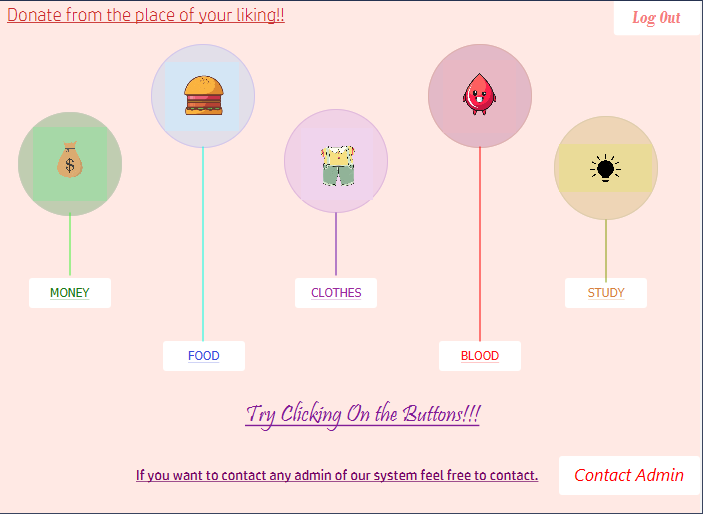 Donate from the place of your liking!!
Log Out
$
MONEY
CLOTHES
STUDY
FOOD
BLOOD
Try Clicking On the Buttons!!!
If you want to contact any admin of our system feel free to contact.
Contact Admin